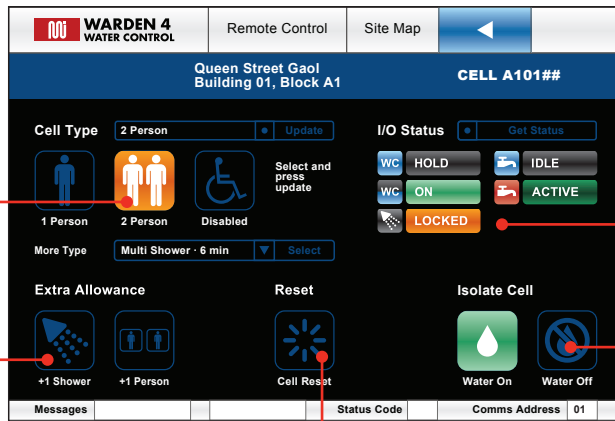 WARDEN 4
WATER CONTROL
Remote Control
Site Map
Queen Street Gaol
Building 01, Block A1
CELL A101##
Cell Type
2 Person
Update
1 Person
2 Person
Disabled
Select and
press
update
More Type
Multi Shower · 6 min
Select
I/O Status
Get Status
WC HOLD
IDLE
WC ON
ACTIVE
LOCKED
Extra Allowance
Reset
Isolate Cell
+1 Shower
+1 Person
Cell Reset
Water On
Water Off
Messages
Status Code
Comms Address 01